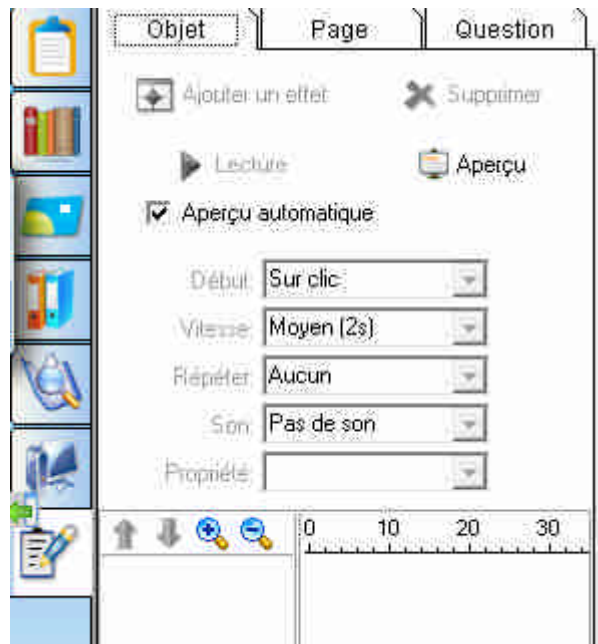 Objet Page Question
Ajouter un effet Supprimer
Lecture Aperçu
Aperçu automatique
Début: Sur clic
Vitesse: Moyen (2s)
Répéter: Aucun
Son: Pas de son
Propriété:
0 10 20 30